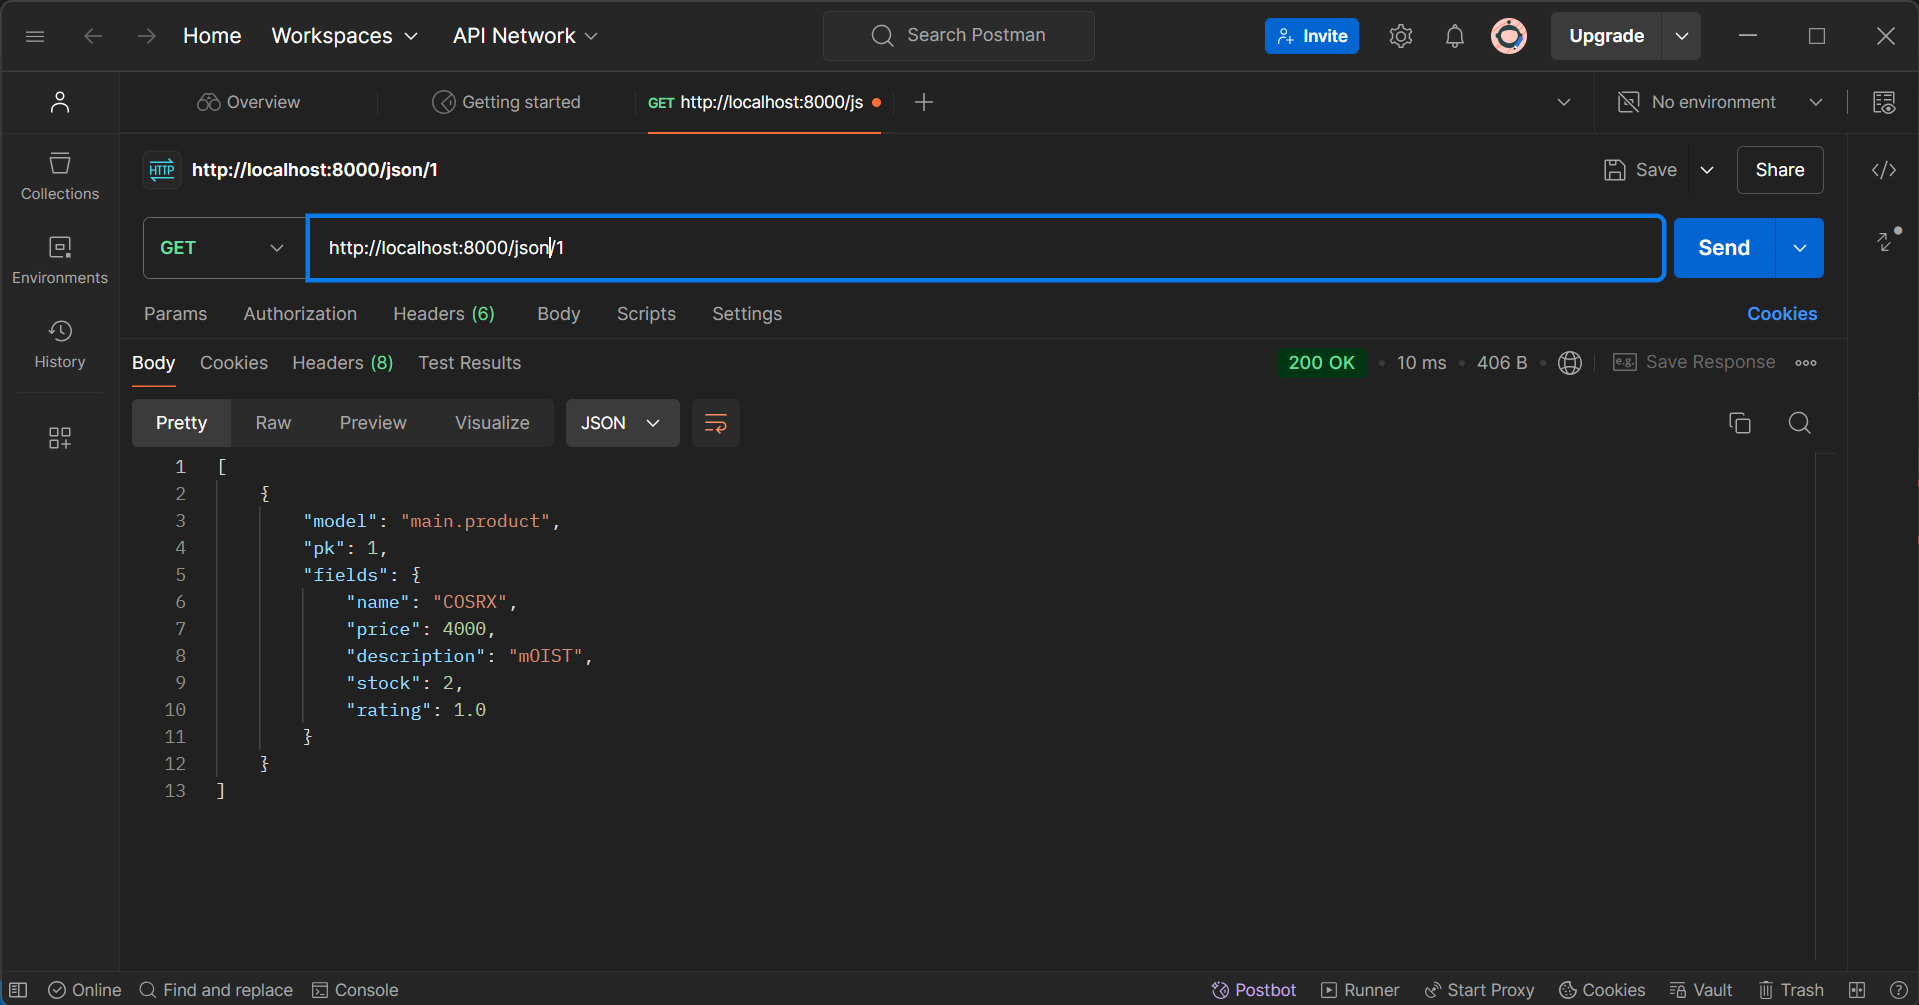 Home Workspaces API Network Search Postman Invite Upgrade
Overview Getting started GET http://localhost:8000/js No environment
HTTP http://localhost:8000/json/1 Save Share
Collections
GET http://localhost:8000/json/1 Send
Environments
Params Authorization Headers (6) Body Scripts Settings Cookies
History
Body Cookies Headers (8) Test Results 200 OK • 10 ms • 406 B • e.g. Save Response
Pretty Raw Preview Visualize JSON
1 [
2 {
3 "model": "main.product",
4 "pk": 1,
5 "fields": {
6 "name": "COSRX",
7 "price": 4000,
8 "description": "mOIST",
9 "stock": 2,
10 "rating": 1.0
11 }
12 }
13 ]
Online Find and replace Console Postbot Runner Start Proxy Cookies Vault Trash